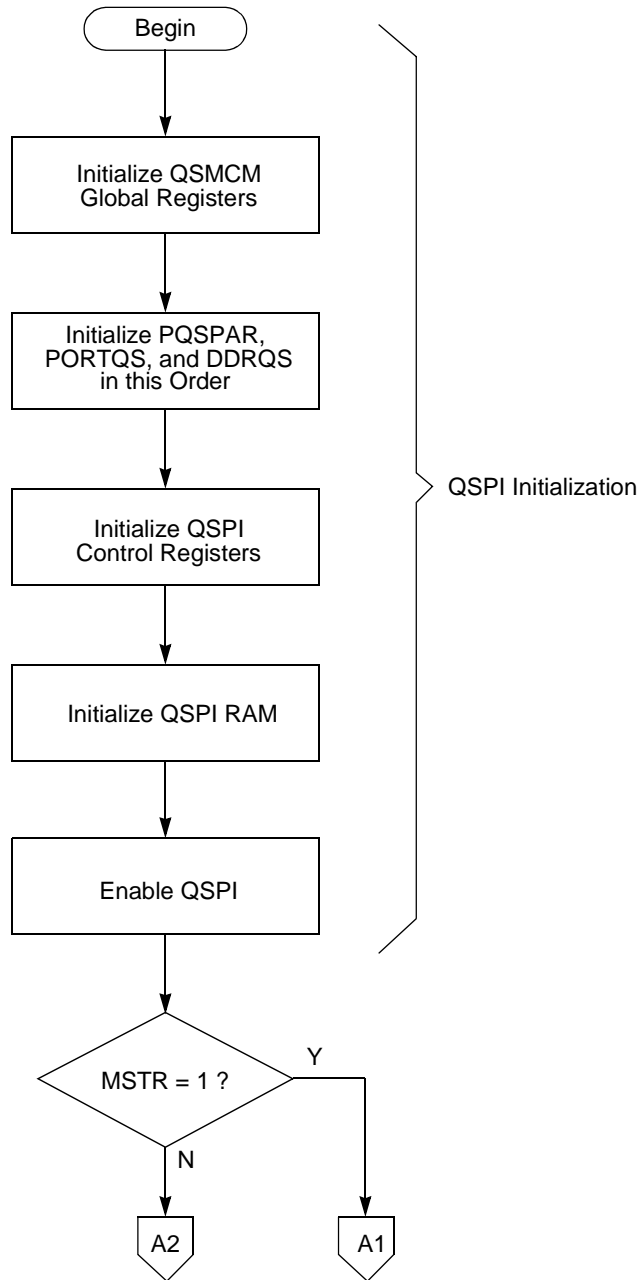 Begin
Initialize QSMCM
Global Registers
Initialize PQSPAR,
PORTQS, and DDRQS
in this Order
QSPI Initialization
Initialize QSPI
Control Registers
Initialize QSPI RAM
Enable QSPI
MSTR = 1 ?
Y
N
A2
A1